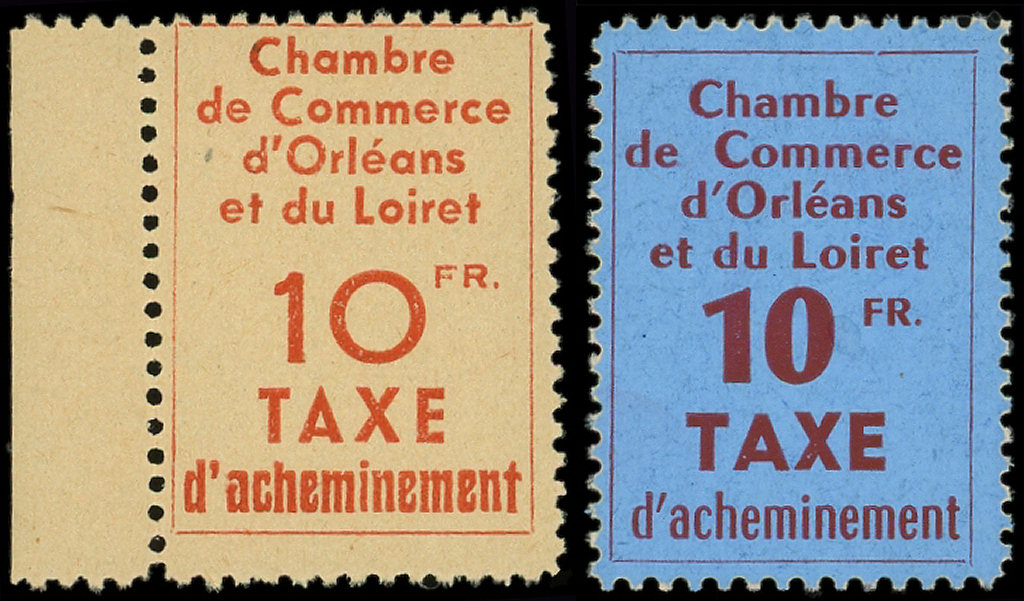 Chambre
de Commerce
d'Orléans
et du Loiret
10 FR.
TAXE
d'acheminement
Chambre
de Commerce
d'Orléans
et du Loiret
10 FR.
TAXE
d'acheminement